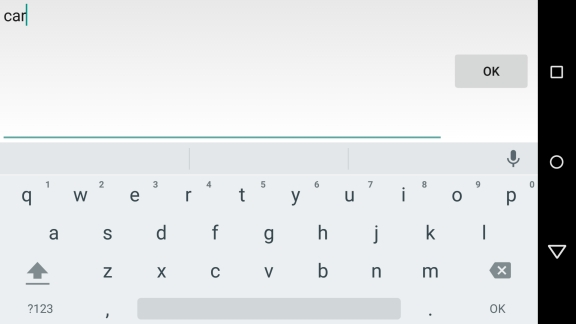 car
OK
q 1 w 2 e 3 r 4 t 5 y 6 u 7 i 8 o 9 p 0
a s d f g h j k l
z x c v b n m
?123 , . OK